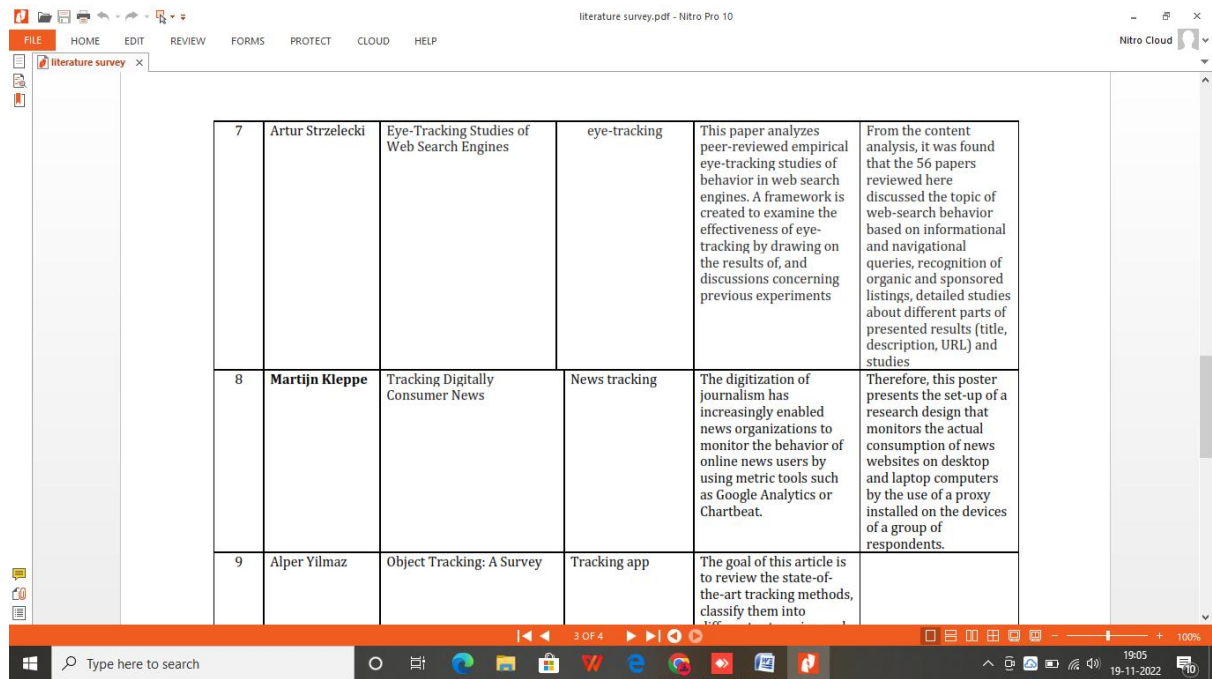 literature survey.pdf - Nitro Pro 10
FILE HOME EDIT REVIEW FORMS PROTECT CLOUD HELP
Nitro Cloud
literature survey
7
Artur Strzelecki
Eye-Tracking Studies of
Web Search Engines
eye-tracking
This paper analyzes
peer-reviewed empirical
eye-tracking studies of
behavior in web search
engines. A framework is
created to examine the
effectiveness of eye-
tracking by drawing on
the results of, and
discussions concerning
previous experiments
From the content
analysis, it was found
that the 56 papers
reviewed here
discussed the topic of
web-search behavior
based on informational
and navigational
queries, recognition of
organic and sponsored
listings, detailed studies
about different parts of
presented results (title,
description, URL) and
studies
8
Martijn Kleppe
Tracking Digitally
Consumer News
News tracking
The digitization of
journalism has
increasingly enabled
news organizations to
monitor the behavior of
online news users by
using metric tools such
as Google Analytics or
Chartbeat.
Therefore, this poster
presents the set-up of a
research design that
monitors the actual
consumption of news
websites on desktop
and laptop computers
by the use of a proxy
installed on the devices
of a group of
respondents.
9
Alper Yilmaz
Object Tracking: A Survey
Tracking app
The goal of this article is
to review the state-of-
the-art tracking methods,
classify them into
3 OF 4
100%
Type here to search
19:05
19-11-2022
10